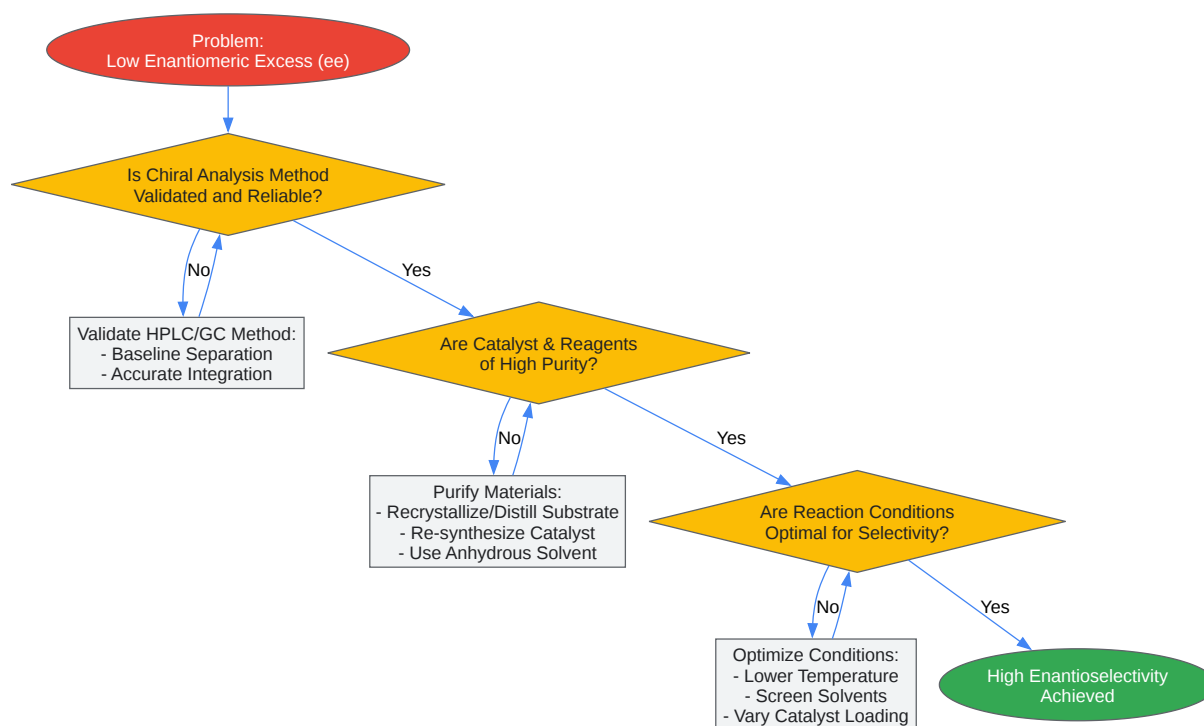 Problem:
Low Enantiomeric Excess (ee)
Is Chiral Analysis Method
Validated and Reliable?
No
Yes
Validate HPLC/GC Method:
- Baseline Separation
- Accurate Integration
Are Catalyst & Reagents
of High Purity?
No
Yes
Purify Materials:
- Recrystallize/Distill Substrate
- Re-synthesize Catalyst
- Use Anhydrous Solvent
Are Reaction Conditions
Optimal for Selectivity?
No
Yes
Optimize Conditions:
- Lower Temperature
- Screen Solvents
- Vary Catalyst Loading
High Enantioselectivity
Achieved